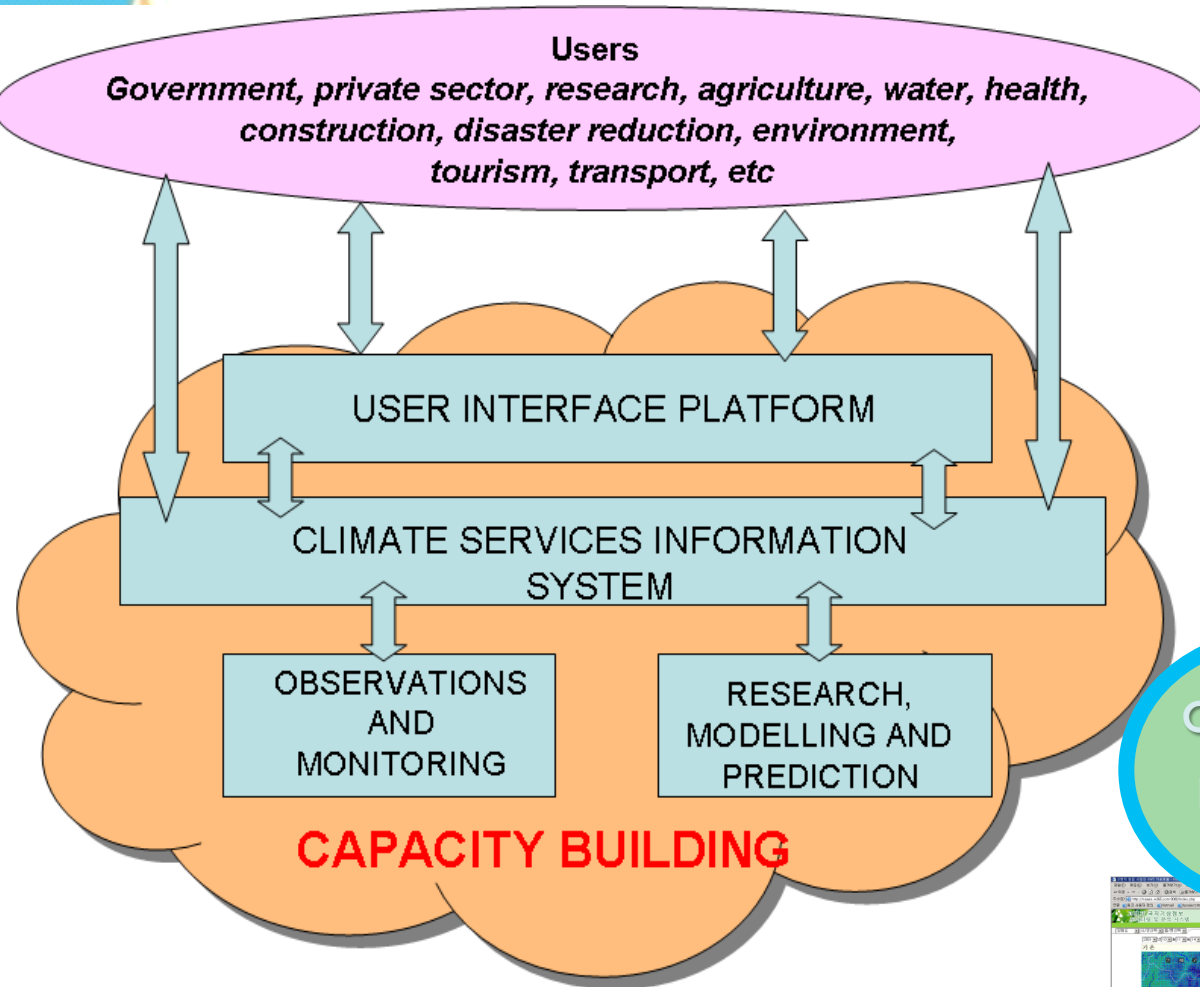 Users
Government, private sector, research, agriculture, water, health,
construction, disaster reduction, environment,
tourism, transport, etc
USER INTERFACE PLATFORM
CLIMATE SERVICES INFORMATION
SYSTEM
OBSERVATIONS
AND
MONITORING
RESEARCH,
MODELLING AND
PREDICTION
CAPACITY BUILDING